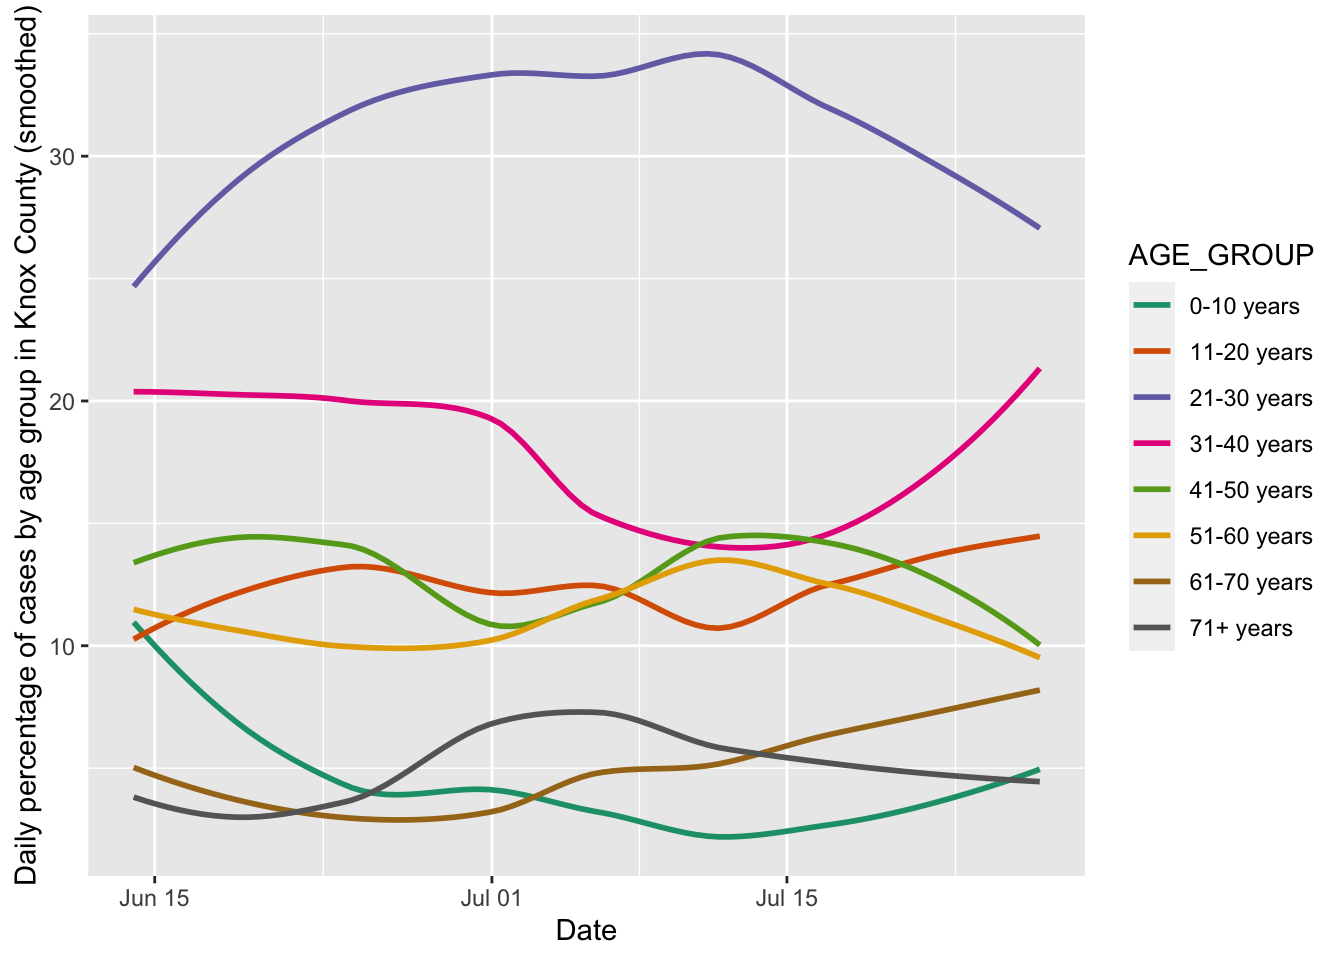 Daily percentage of cases by age group in Knox County (smoothed)
30
20
10
Jun 15
Jul 01
Jul 15
Date
AGE_GROUP
0-10 years
11-20 years
21-30 years
31-40 years
41-50 years
51-60 years
61-70 years
71+ years